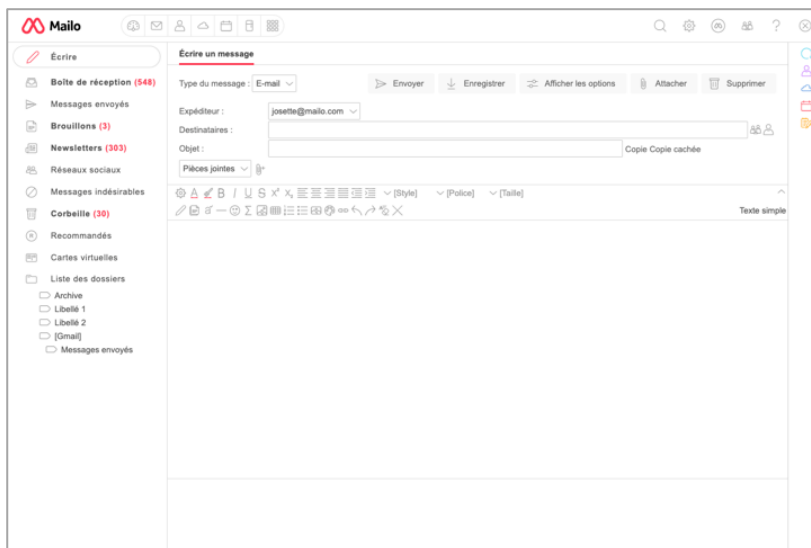 Mailo
Écrire
Boîte de réception (548)
Messages envoyés
Brouillons (3)
Newsletters (303)
Réseaux sociaux
Messages indésirables
Corbeille (30)
Recommandés
Cartes virtuelles
Liste des dossiers
Archive
Libellé 1
Libellé 2
[Gmail]
Messages envoyés
Écrire un message
Type du message : E-mail Envoyer Enregistrer Afficher les options Attacher Supprimer
Expéditeur : josette@mailo.com
Destinataires :
Objet : Copie Copie cachée
Pièces jointes
A B I U S X² X₂ [Style] [Police] [Taille]
Texte simple